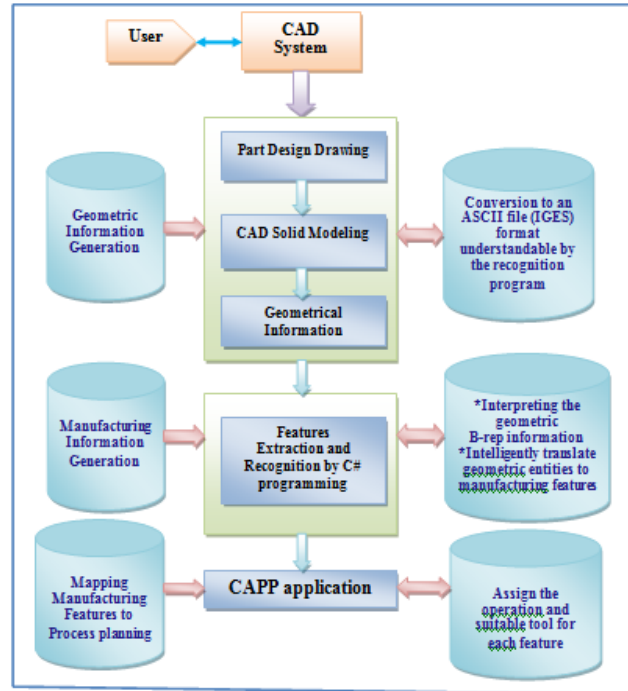 User
CAD
System
Part Design Drawing
Geometric
Information
Generation
CAD Solid Modeling
Conversion to an
ASCII file (IGES)
format
understandable by
the recognition
program
Geometrical
Information
Manufacturing
Information
Generation
Features
Extraction and
Recognition by C#
programming
*Interpreting the
geometric
B-rep information
*Intelligently translate
geometric entities to
manufacturing features
Mapping
Manufacturing
Features to
Process planning
CAPP application
Assign the
operation and
suitable tool for
each feature